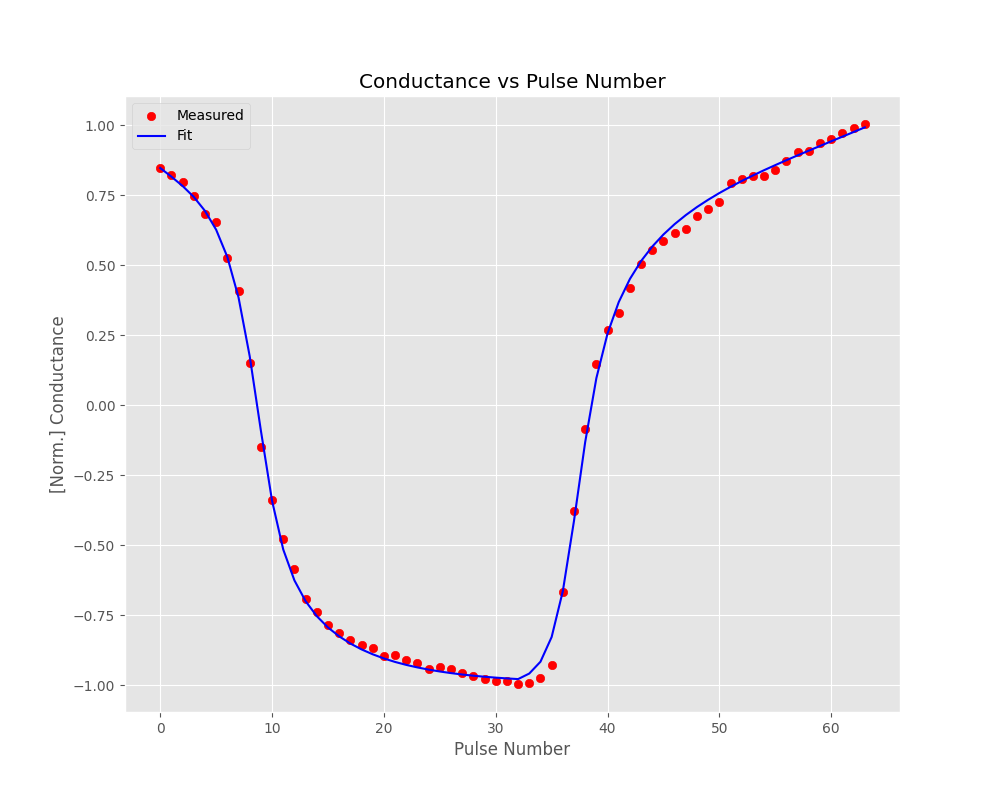 Conductance vs Pulse Number
Measured
Fit
[Norm.] Conductance
1.00
0.75
0.50
0.25
0.00
−0.25
−0.50
−0.75
−1.00
0 10 20 30 40 50 60
Pulse Number